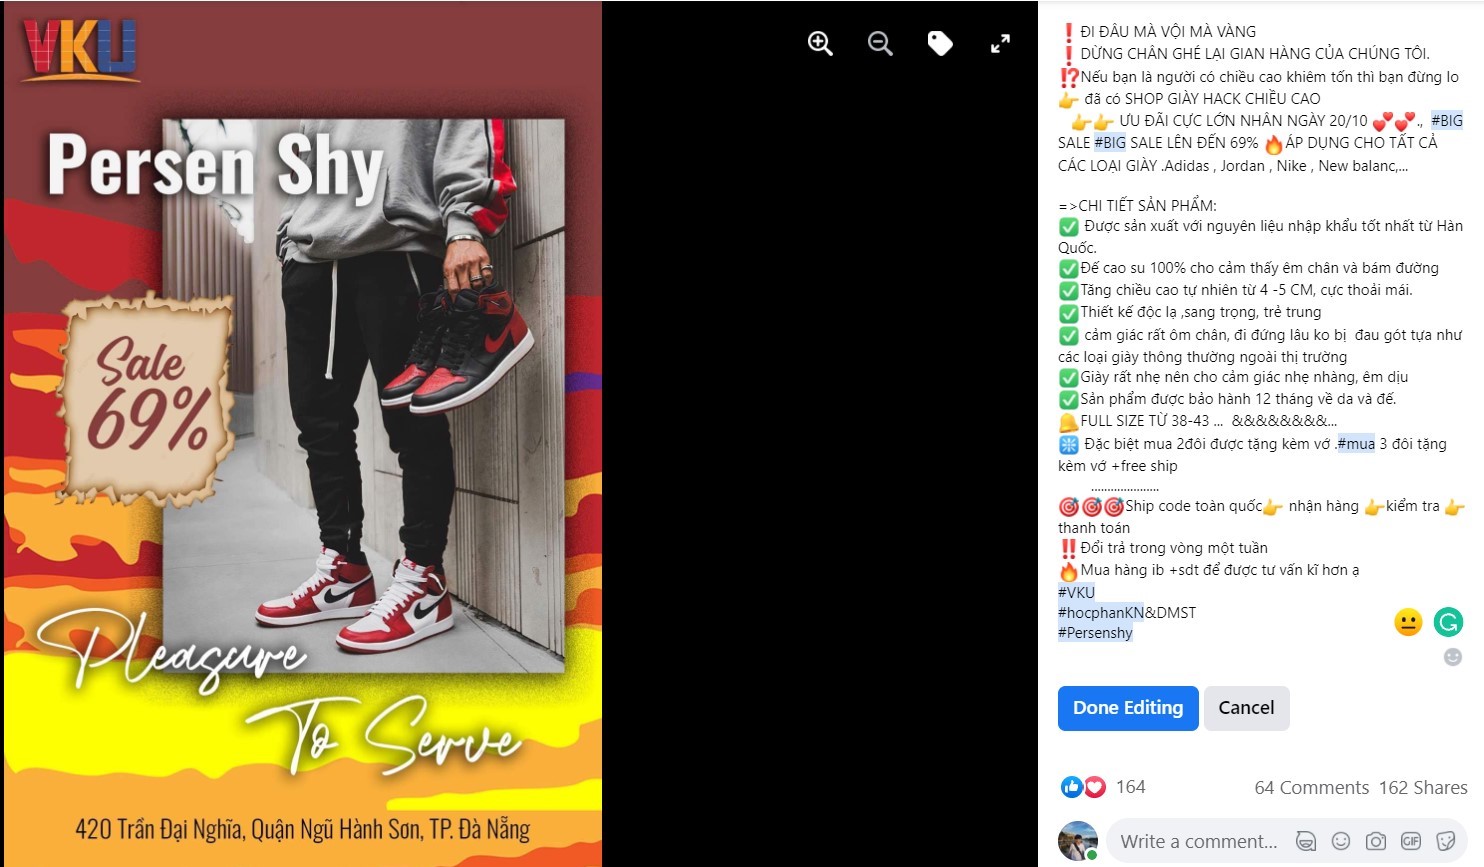 VKU
Persen Shy
Sale
69%
Pleasure
To Serve
420 Trần Đại Nghĩa, Quận Ngũ Hành Sơn, TP. Đà Nẵng
❗ĐI ĐÂU MÀ VỘI MÀ VÀNG
❗DỪNG CHÂN GHÉ LẠI GIAN HÀNG CỦA CHÚNG TÔI.
⁉️Nếu bạn là người có chiều cao khiêm tốn thì bạn đừng lo
👉 đã có SHOP GIÀY HACK CHIỀU CAO
👉👉 ƯU ĐÃI CỰC LỚN NHÂN NGÀY 20/10 💕💕., #BIG
SALE #BIG SALE LÊN ĐẾN 69% 🔥ÁP DỤNG CHO TẤT CẢ
CÁC LOẠI GIÀY .Adidas , Jordan , Nike , New balanc,...
=>CHI TIẾT SẢN PHẨM:
✅ Được sản xuất với nguyên liệu nhập khẩu tốt nhất từ Hàn
Quốc.
✅Đế cao su 100% cho cảm thấy êm chân và bám đường
✅Tăng chiều cao tự nhiên từ 4 -5 CM, cực thoải mái.
✅Thiết kế độc lạ ,sang trọng, trẻ trung
✅ cảm giác rất ôm chân, đi đứng lâu ko bị đau gót tựa như
các loại giày thông thường ngoài thị trường
✅Giày rất nhẹ nên cho cảm giác nhẹ nhàng, êm dịu
✅Sản phẩm được bảo hành 12 tháng về da và đế.
🔔FULL SIZE TỪ 38-43 ... &&&&&&&&...
❇️ Đặc biệt mua 2đôi được tặng kèm vớ .#mua 3 đôi tặng
kèm vớ +free ship
.....................
🎯🎯🎯Ship code toàn quốc👉 nhận hàng 👉kiểm tra 👉
thanh toán
‼️Đổi trả trong vòng một tuần
🔥Mua hàng ib +sdt để được tư vấn kĩ hơn ạ
#VKU
#hocphanKN&DMST
#Persenshy
Done Editing Cancel
164 64 Comments 162 Shares
Write a comment... GIF